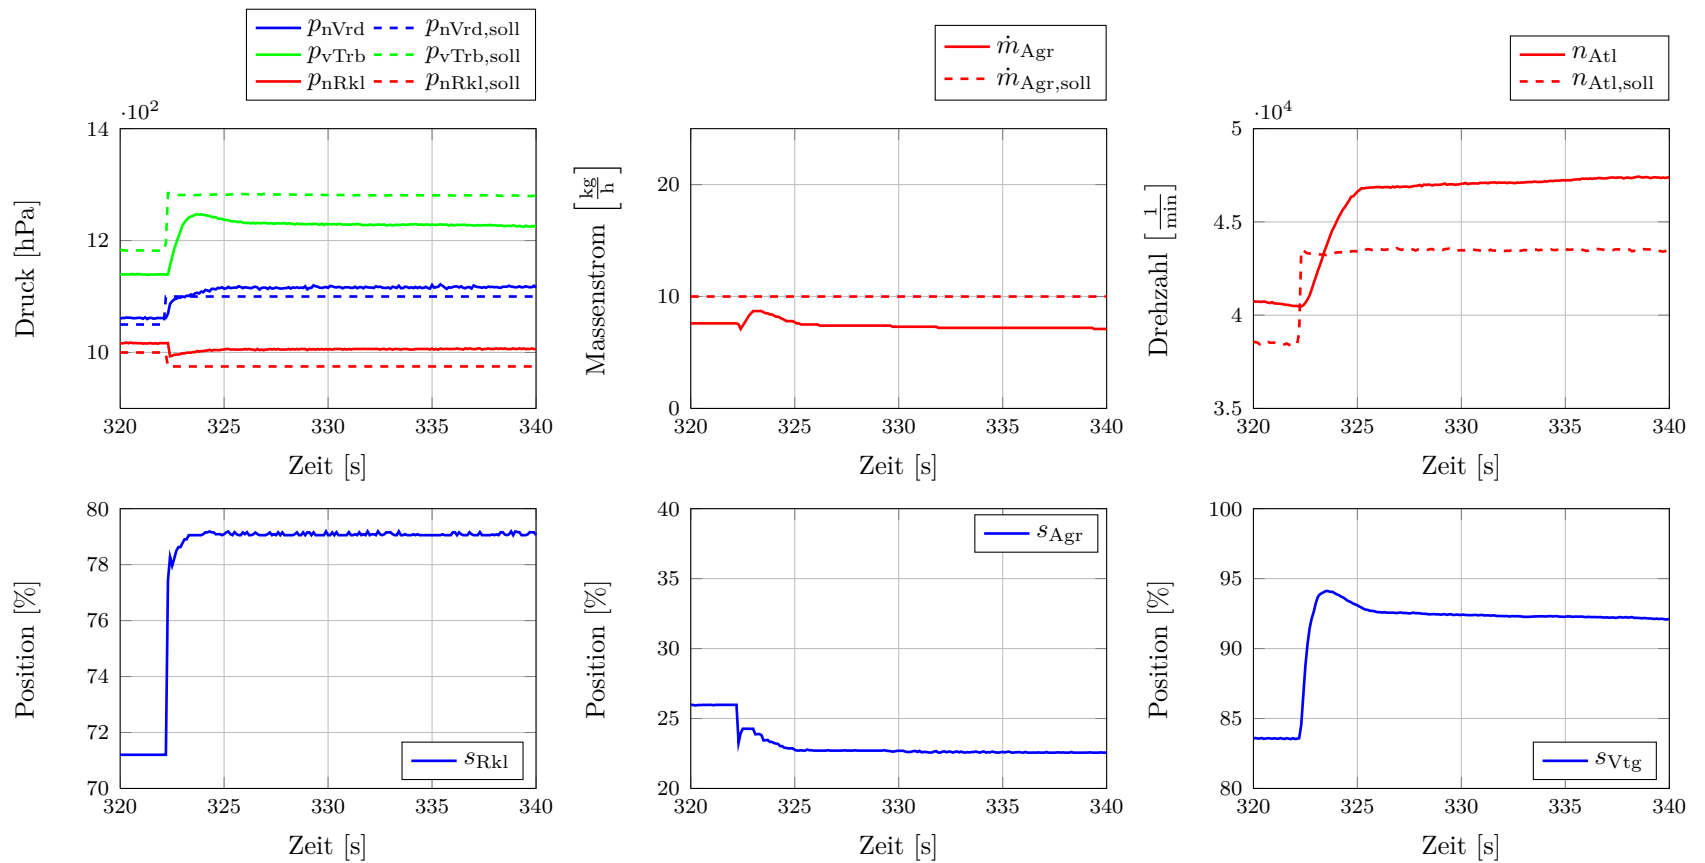 p_nVrd p_nVrd,soll
p_vTrb p_vTrb,soll
p_nRkl p_nRkl,soll
·10²
14
12
10
320 325 330 335 340
Druck [hPa]
Zeit [s]
ṁ_Agr
ṁ_Agr,soll
20
10
0
320 325 330 335 340
Massenstrom [kg/h]
Zeit [s]
n_Atl
n_Atl,soll
·10⁴
5
4.5
4
3.5
320 325 330 335 340
Drehzahl [1/min]
Zeit [s]
80
78
76
74
72
70
320 325 330 335 340
Position [%]
s_Rkl
Zeit [s]
40
35
30
25
20
320 325 330 335 340
Position [%]
s_Agr
Zeit [s]
100
95
90
85
80
320 325 330 335 340
Position [%]
s_Vtg
Zeit [s]